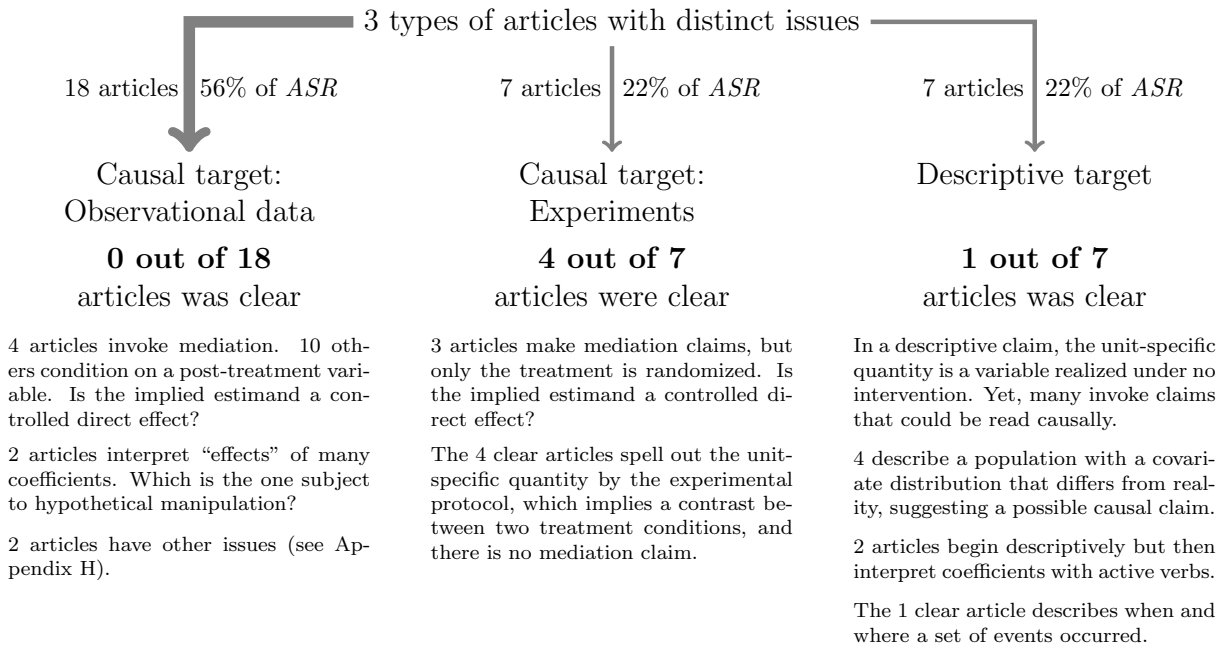 3 types of articles with distinct issues
18 articles 56% of ASR
Causal target:
Observational data
0 out of 18
articles was clear
4 articles invoke mediation. 10 oth-
ers condition on a post-treatment vari-
able. Is the implied estimand a con-
trolled direct effect?
2 articles interpret “effects” of many
coefficients. Which is the one subject
to hypothetical manipulation?
2 articles have other issues (see Ap-
pendix H).
7 articles 22% of ASR
Causal target:
Experiments
4 out of 7
articles were clear
3 articles make mediation claims, but
only the treatment is randomized. Is
the implied estimand a controlled di-
rect effect?
The 4 clear articles spell out the unit-
specific quantity by the experimental
protocol, which implies a contrast be-
tween two treatment conditions, and
there is no mediation claim.
7 articles 22% of ASR
Descriptive target
1 out of 7
articles was clear
In a descriptive claim, the unit-specific
quantity is a variable realized under no
intervention. Yet, many invoke claims
that could be read causally.
4 describe a population with a covari-
ate distribution that differs from real-
ity, suggesting a possible causal claim.
2 articles begin descriptively but then
interpret coefficients with active verbs.
The 1 clear article describes when and
where a set of events occurred.